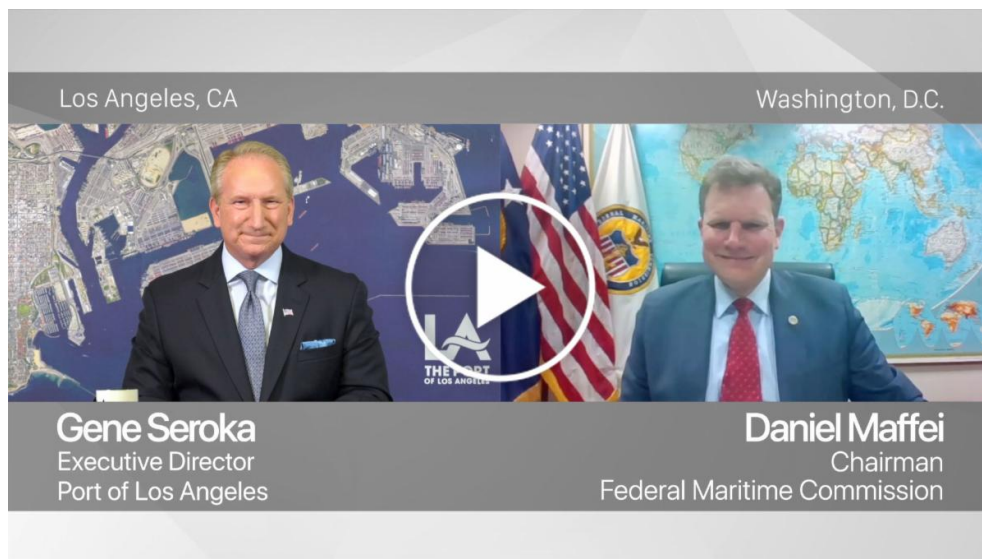 Los Angeles, CA
Washington, D.C.
LA
THE PORT
OF LOS ANGELES
Gene Seroka
Executive Director
Port of Los Angeles
Daniel Maffei
Chairman
Federal Maritime Commission